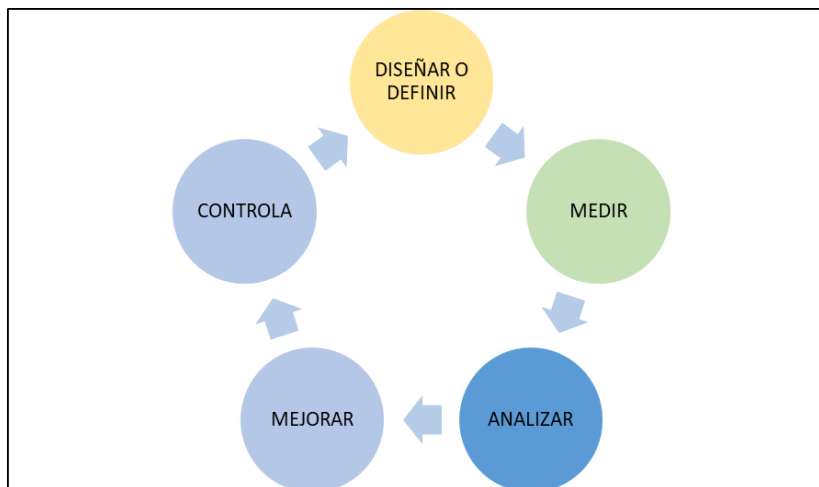 DISEÑAR O
DEFINIR
MEDIR
ANALIZAR
MEJORAR
CONTROLA